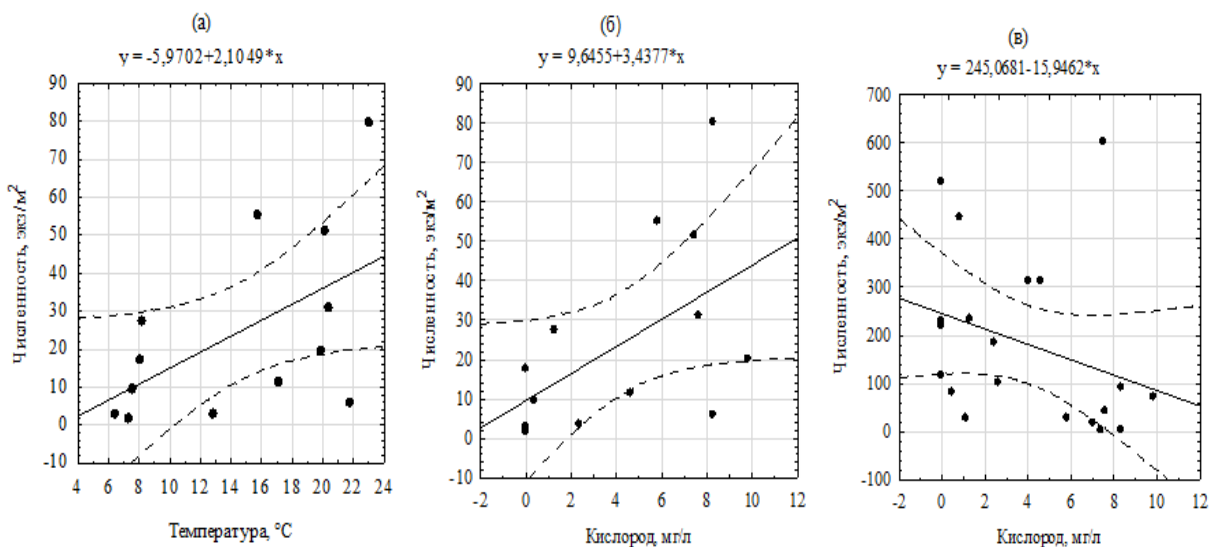 (а)
y = -5,9702+2,1049*x
90
80
70
60
50
40
30
20
10
0
-10
Численность, экз/м²
4 6 8 10 12 14 16 18 20 22 24
Температура, °C
(б)
y = 9,6455+3,4377*x
90
80
70
60
50
40
30
20
10
0
-10
Численность, экз/м²
-2 0 2 4 6 8 10 12
Кислород, мг/л
(в)
y = 245,0681-15,9462*x
700
600
500
400
300
200
100
0
-100
Численность, экз/м²
-2 0 2 4 6 8 10 12
Кислород, мг/л